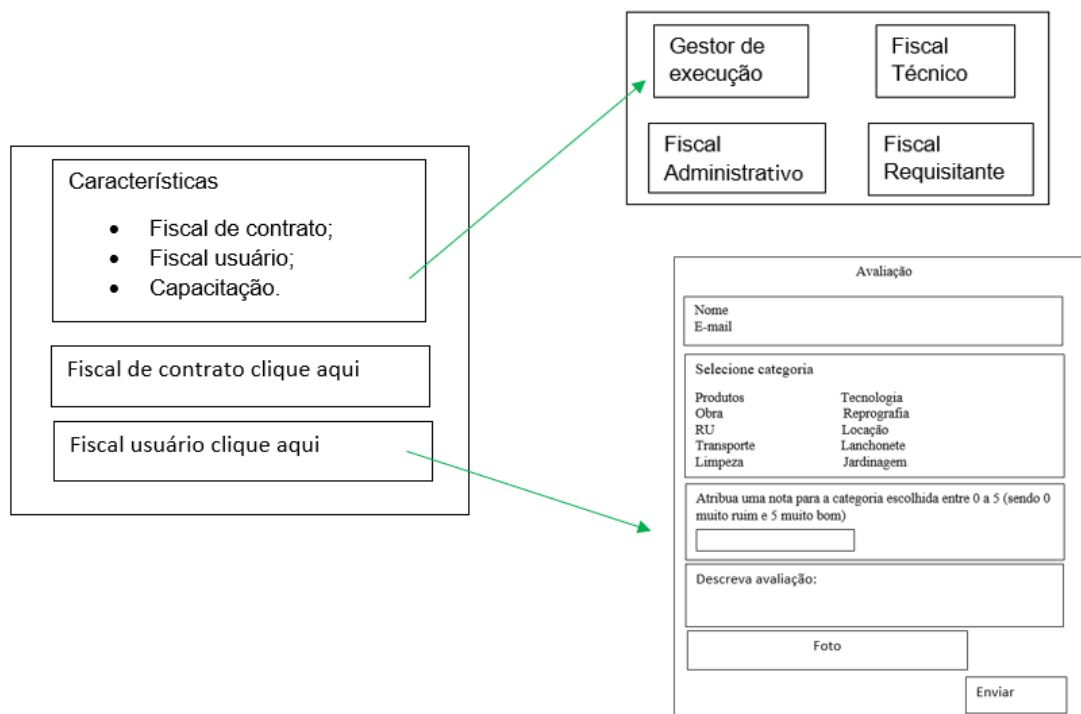 Gestor de
execução
Fiscal
Técnico
Fiscal
Administrativo
Fiscal
Requisitante
Características
• Fiscal de contrato;
• Fiscal usuário;
• Capacitação.
Fiscal de contrato clique aqui
Fiscal usuário clique aqui
Avaliação
Nome
E-mail
Selecione categoria
Produtos Tecnologia
Obra Reprografia
RU Locação
Transporte Lanchonete
Limpeza Jardinagem
Atribua uma nota para a categoria escolhida entre 0 a 5 (sendo 0
muito ruim e 5 muito bom)
Descreva avaliação:
Foto
Enviar